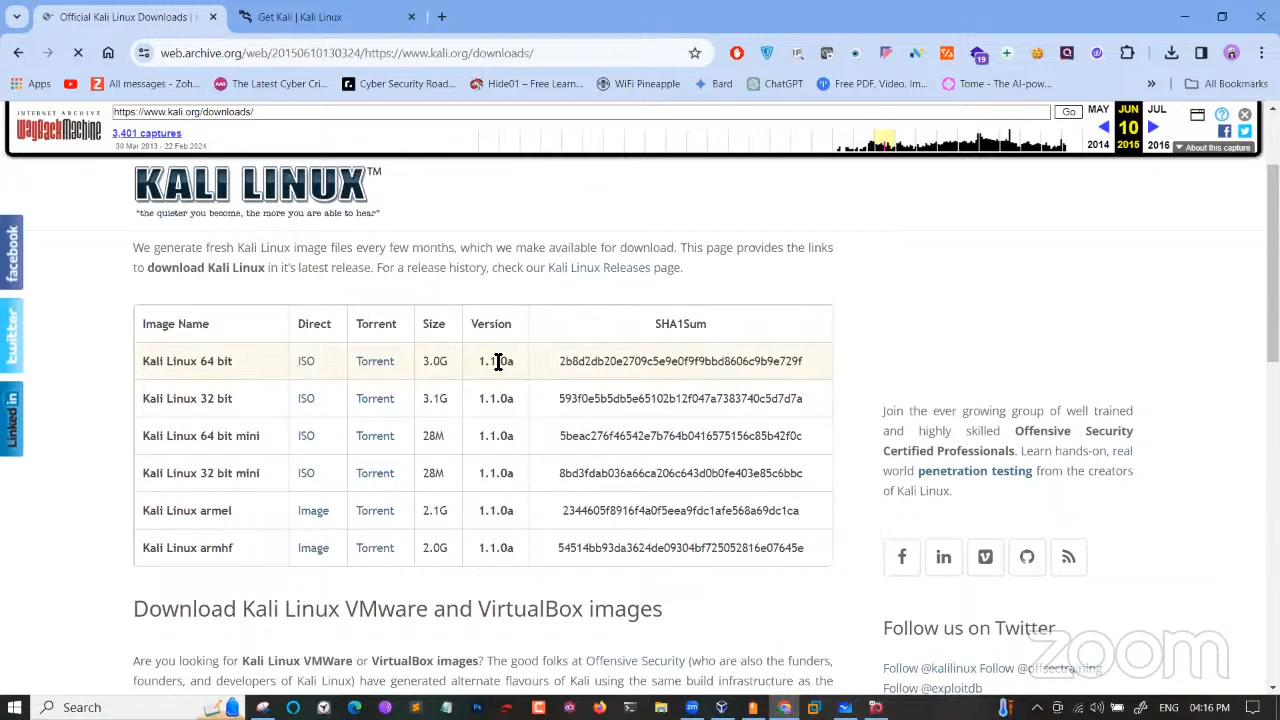 Official Kali Linux Downloads |
Get Kali | Kali Linux
web.archive.org/web/20150610130324/https://www.kali.org/downloads/
19
Apps
All messages - Zoh...
The Latest Cyber Cri...
Cyber Security Road...
Hide01 - Free Learn...
Wifi Pineapple
Bard
ChatGPT
Free PDF, Video, Im...
Tome - The AI-pow...
»
All Bookmarks
INTERNET ARCHIVE
WayBackMachine
https://www.kali.org/downloads/
Go
MAY JUN JUL
3,401 captures
10
30 Mar 2013 - 22 Feb 2024
2014 2015 2016
About this capture
KALI LINUX™
"the quieter you become, the more you are able to hear"
facebook
twitter
Linked in
We generate fresh Kali Linux image files every few months, which we make available for download. This page provides the links
to download Kali Linux in it's latest release. For a release history, check our Kali Linux Releases page.
Image Name Direct Torrent Size Version SHA1Sum
Kali Linux 64 bit ISO Torrent 3.0G 1.1.0a 2b8d2db20e2709c5e9e0f9f9bbd8606c9b9e729f
Kali Linux 32 bit ISO Torrent 3.1G 1.1.0a 593f0e5b5db5e65102b12f047a7383740c5d7d7a
Kali Linux 64 bit mini ISO Torrent 28M 1.1.0a 5beac276f46542e7b764b0416575156c85b42f0c
Kali Linux 32 bit mini ISO Torrent 28M 1.1.0a 8bd3fdab036a66ca206c643d0b0fe403e85c6bbc
Kali Linux armel Image Torrent 2.1G 1.1.0a 2344605f8916f4a0f5eea9fdc1afe568a69dc1ca
Kali Linux armhf Image Torrent 2.0G 1.1.0a 54514bb93da3624de09304bf725052816e07645e
Download Kali Linux VMware and VirtualBox images
Are you looking for Kali Linux VMWare or VirtualBox images? The good folks at Offensive Security (who are also the funders,
founders, and developers of Kali Linux) have generated alternate flavours of Kali using the same build infrastructure as the
Join the ever growing group of well trained
and highly skilled Offensive Security
Certified Professionals. Learn hands-on, real
world penetration testing from the creators
of Kali Linux.
Follow us on Twitter
Follow @kalilinux Follow @offsectraining
Follow @exploitdb
zoom
Search
ENG
04:16 PM